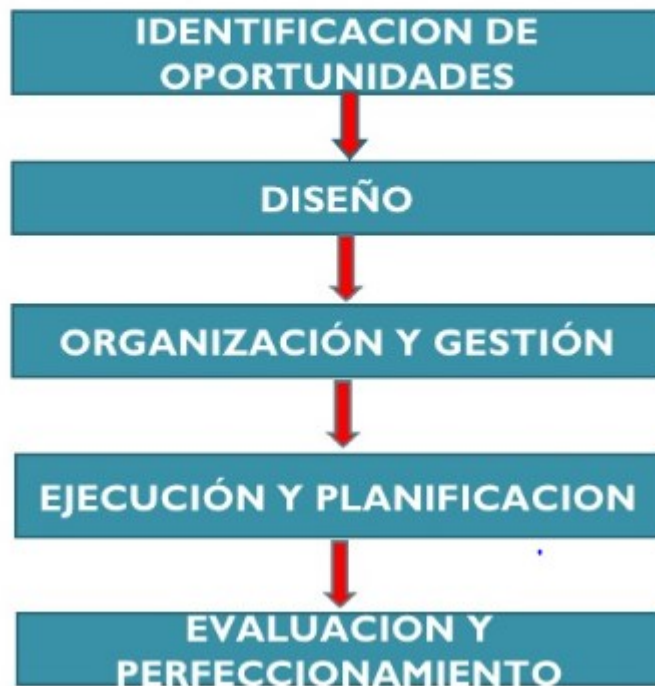 IDENTIFICACION DE
OPORTUNIDADES
DISEÑO
ORGANIZACIÓN Y GESTIÓN
EJECUCIÓN Y PLANIFICACION
EVALUACION Y
PERFECCIONAMIENTO